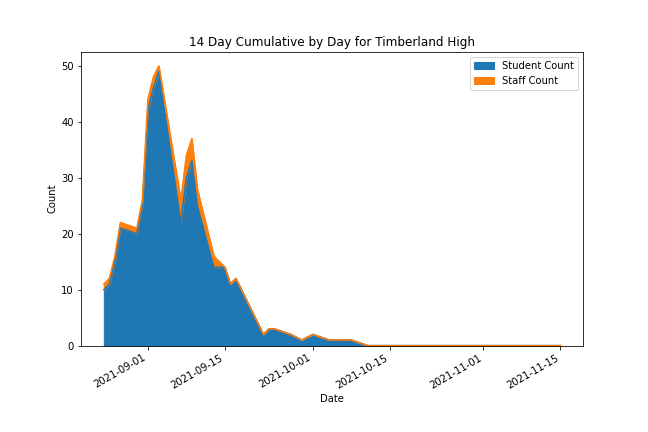 14 Day Cumulative by Day for Timberland High
Student Count
Staff Count
Count
50
40
30
20
10
0
2021-09-01
2021-09-15
2021-10-01
2021-10-15
2021-11-01
2021-11-15
Date